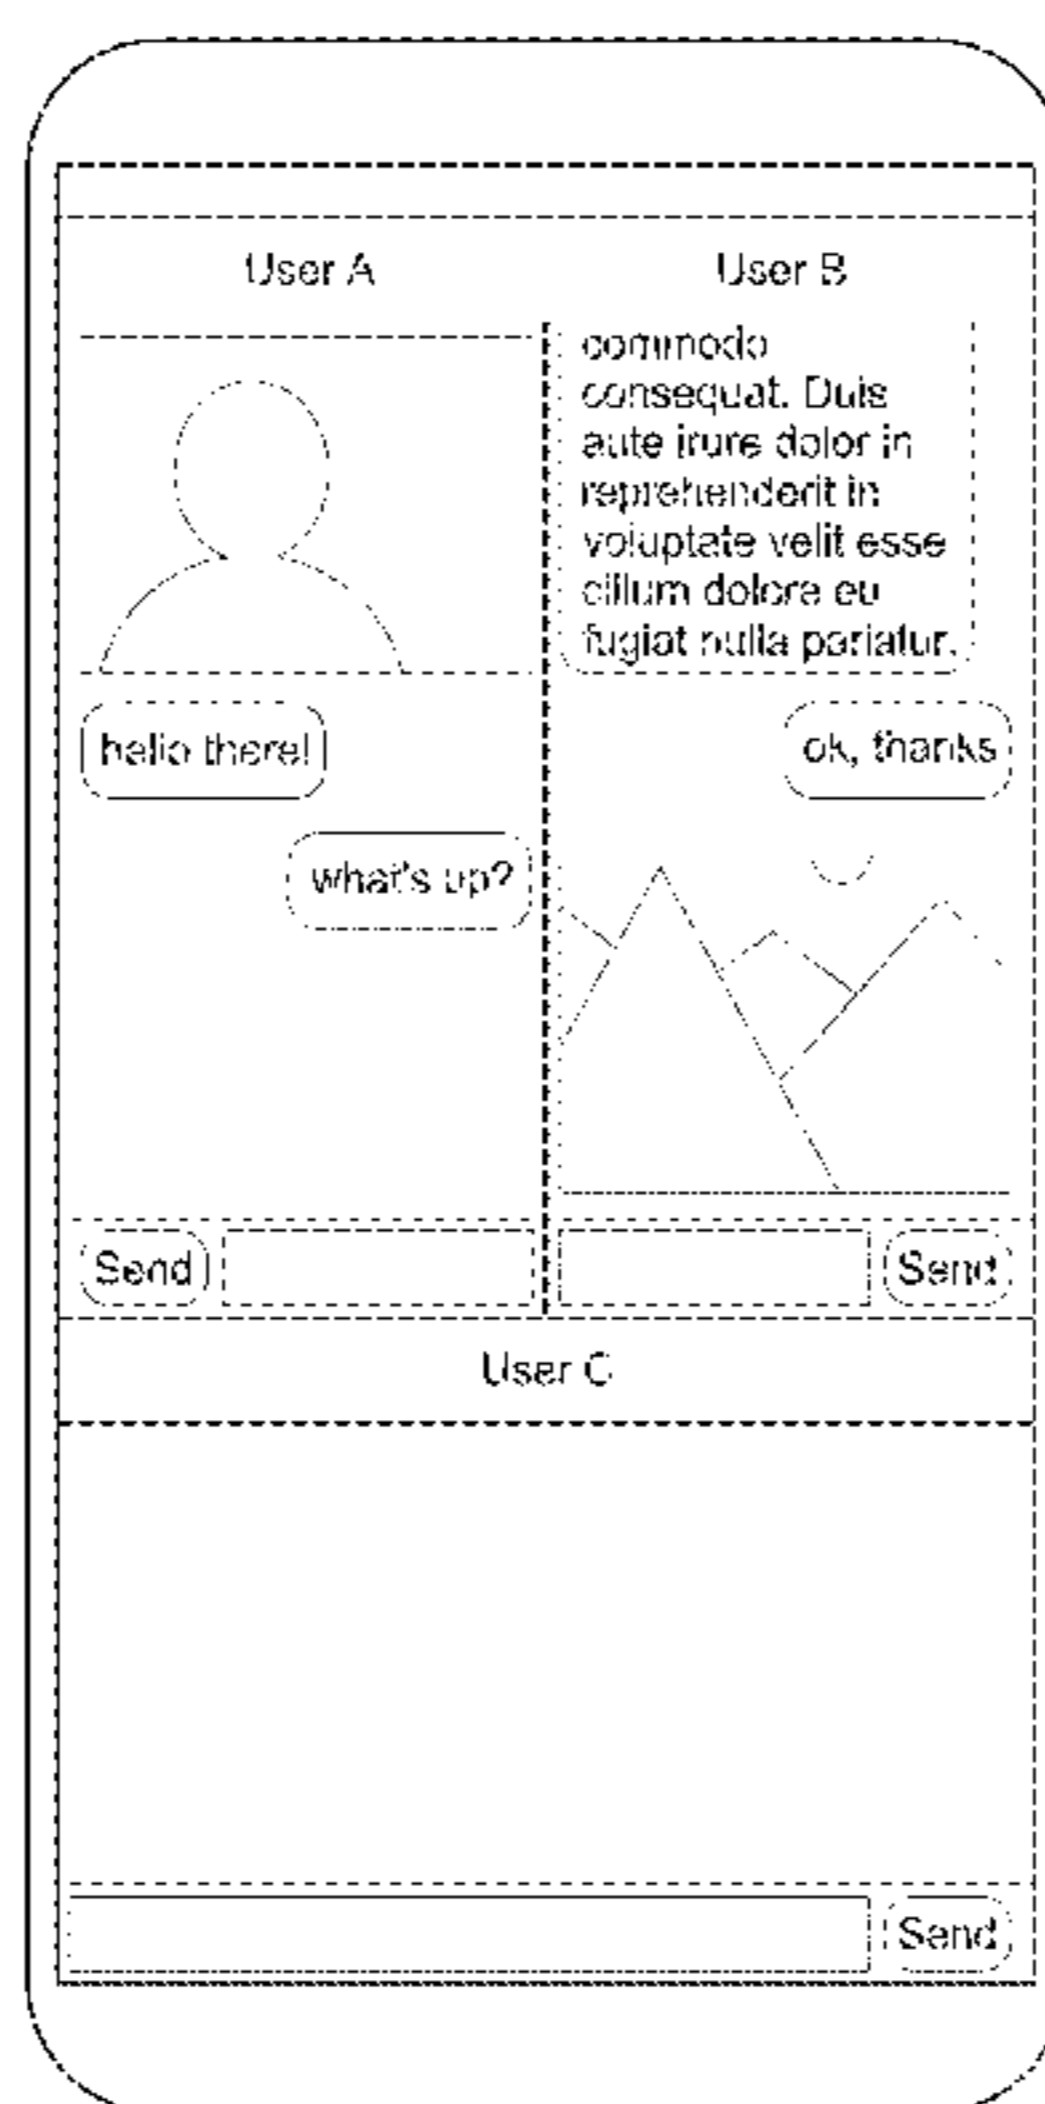 User A
User B
commodo
consequat. Duis
aute irure dolor in
reprehenderit in
voluptate velit esse
cillum dolore eu
fugiat nulla pariatur.
hello there!
ok, thanks
what's up?
Send
Send
User C
Send